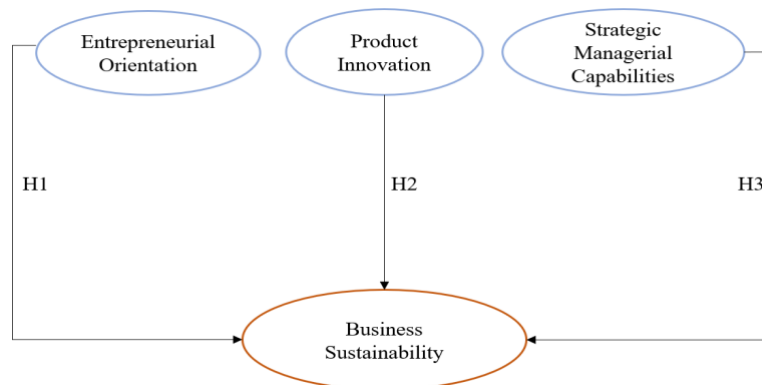 Entrepreneurial
Orientation
Product
Innovation
Strategic
Managerial
Capabilities
H1
H2
H3
Business
Sustainability